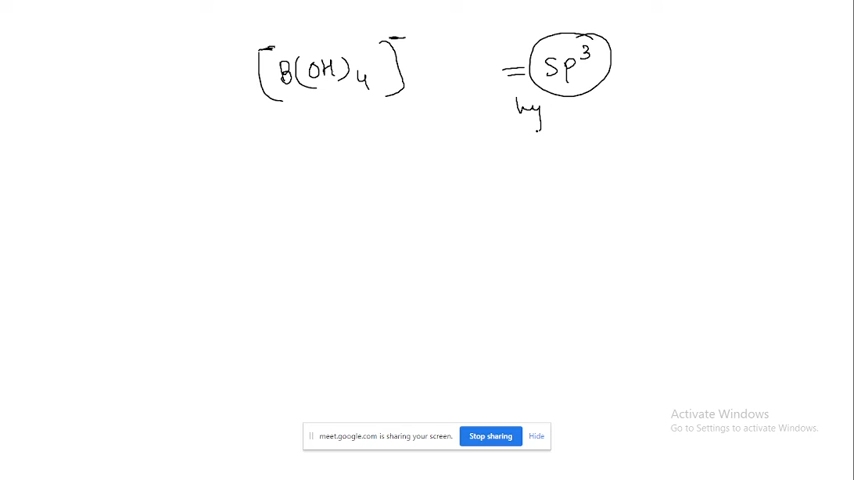 [B(OH)4]⁻ = Sp³
hy
Activate Windows
Go to Settings to activate Windows.
meet.google.com is sharing your screen. Stop sharing Hide